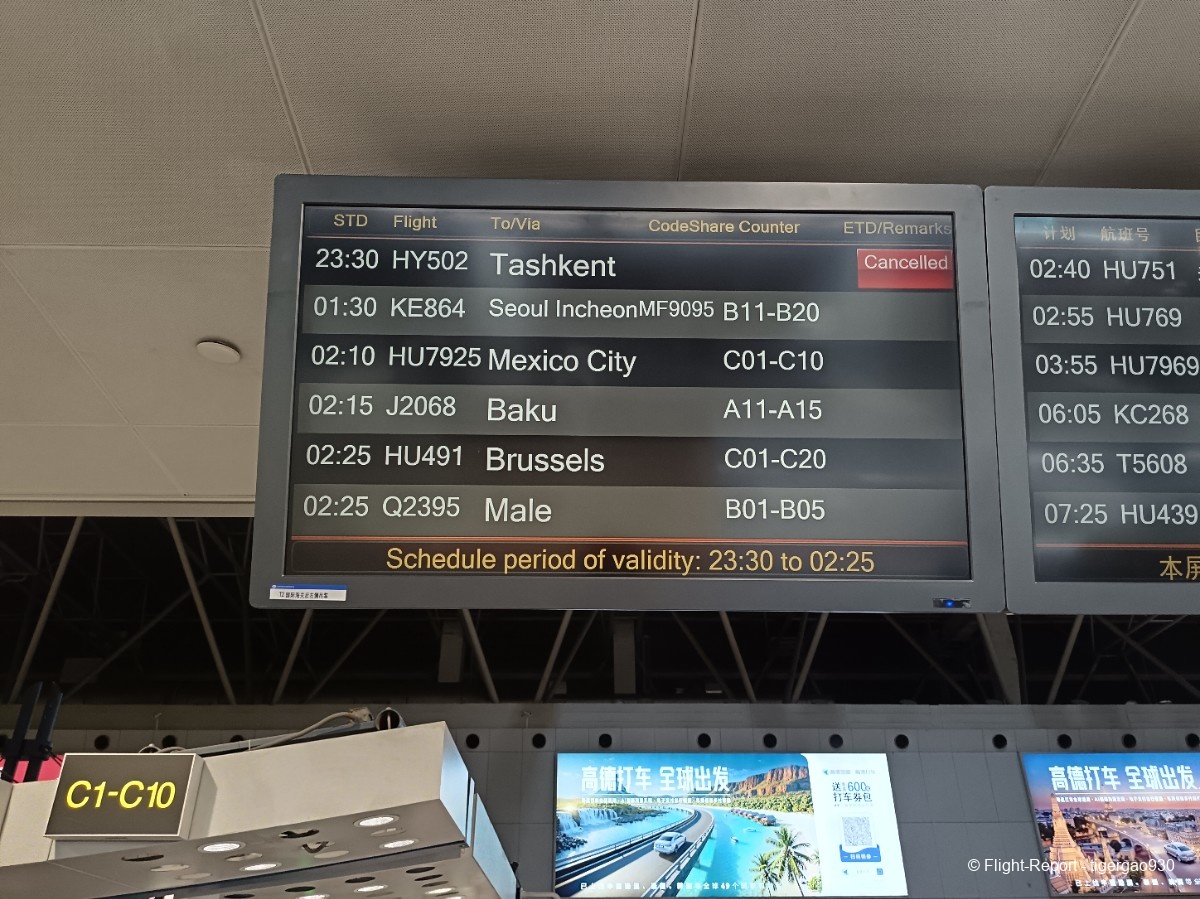 STD Flight To/Via CodeShare Counter ETD/Remarks
23:30 HY502 Tashkent Cancelled
01:30 KE864 Seoul Incheon MF9095 B11-B20
02:10 HU7925 Mexico City C01-C10
02:15 J2068 Baku A11-A15
02:25 HU491 Brussels C01-C20
02:25 Q2395 Male B01-B05
Schedule period of validity: 23:30 to 02:25
计划 航班号
02:40 HU751
02:55 HU769
03:55 HU7969
06:05 KC268
06:35 T5608
07:25 HU439
本屏
C1-C10
高德打车 全球出发
送1600元
打车券包
高德打车 全球出发
© Flight-Report - tigergao930